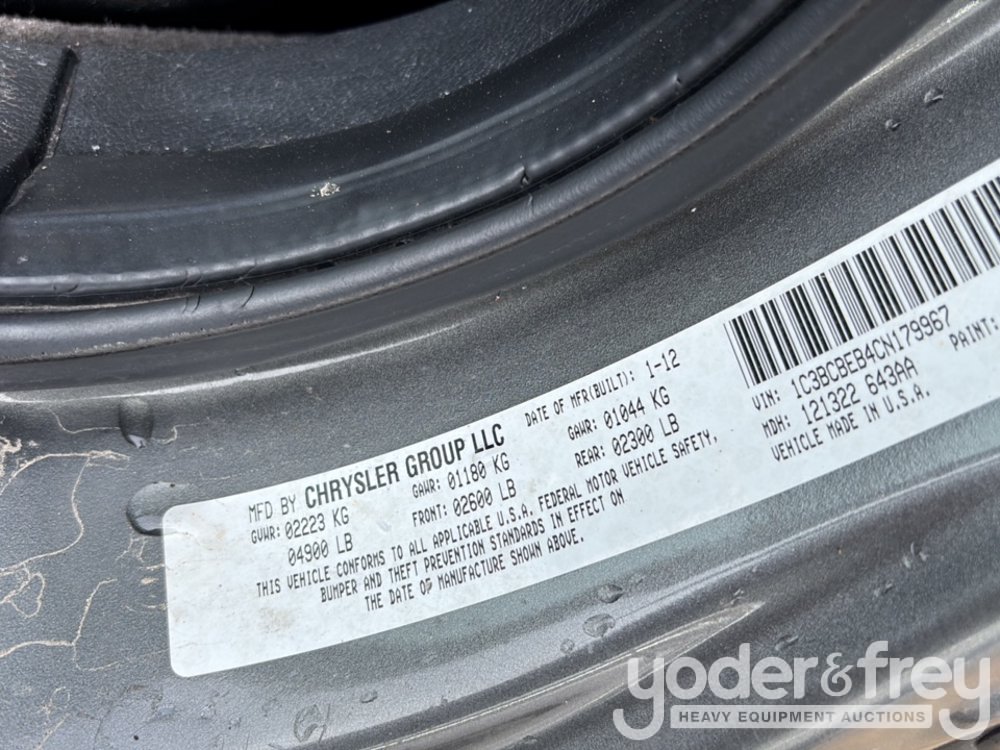 MFD BY CHRYSLER GROUP LLC DATE OF MFR(BUILT): 1-12
GVWR: 02223 KG GAWR: 01180 KG GAWR: 01044 KG
04900 LB FRONT: 02600 LB REAR: 02300 LB
THIS VEHICLE CONFORMS TO ALL APPLICABLE U.S.A. FEDERAL MOTOR VEHICLE SAFETY,
BUMPER AND THEFT PREVENTION STANDARDS IN EFFECT ON
THE DATE OF MANUFACTURE SHOWN ABOVE.
VIN: 1C3BCBEB4CN179967
MDH: 121322 643AA PAINT:
VEHICLE MADE IN U.S.A.
yoder&frey
HEAVY EQUIPMENT AUCTIONS